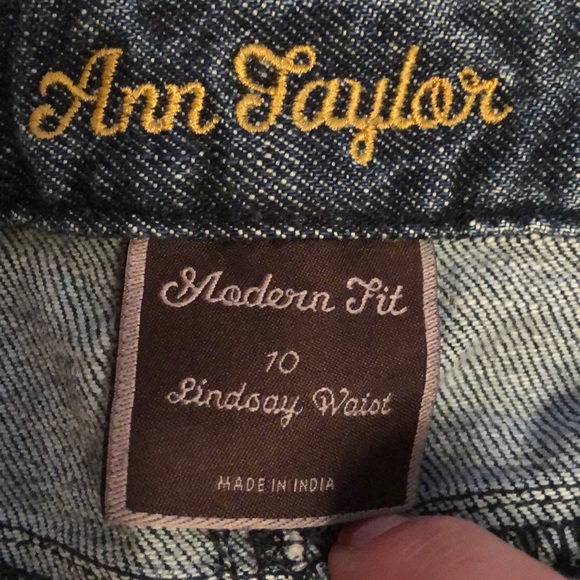 Ann Taylor
Modern Fit
10
Lindsay Waist
MADE IN INDIA